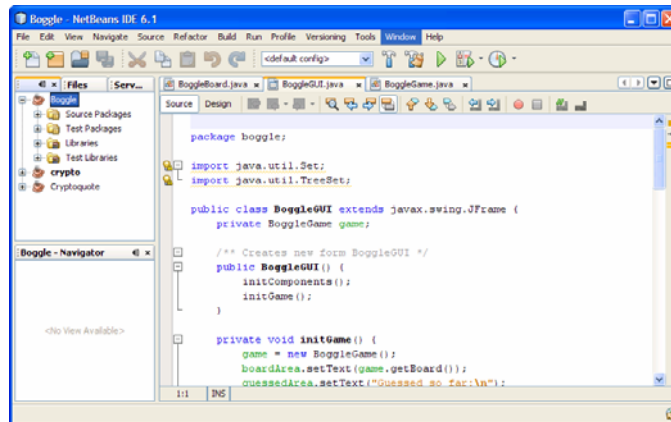 Boggle - NetBeans IDE 6.1
File Edit View Navigate Source Refactor Build Run Profile Versioning Tools Window Help
<default config>
Files Serv...
BoggleBoard.java BoggleGUI.java BoggleGame.java
Source Design
Boggle
Source Packages
Test Packages
Libraries
Test Libraries
crypto
Cryptoquote
Boggle - Navigator
<No View Available>
package boggle;
import java.util.Set;
import java.util.TreeSet;
public class BoggleGUI extends javax.swing.JFrame {
private BoggleGame game;
/** Creates new form BoggleGUI */
public BoggleGUI() {
initComponents();
initGame();
}
private void initGame() {
game = new BoggleGame();
boardArea.setText(game.getBoard());
guessedArea.setText("Guessed so far:\n");
1:1 INS